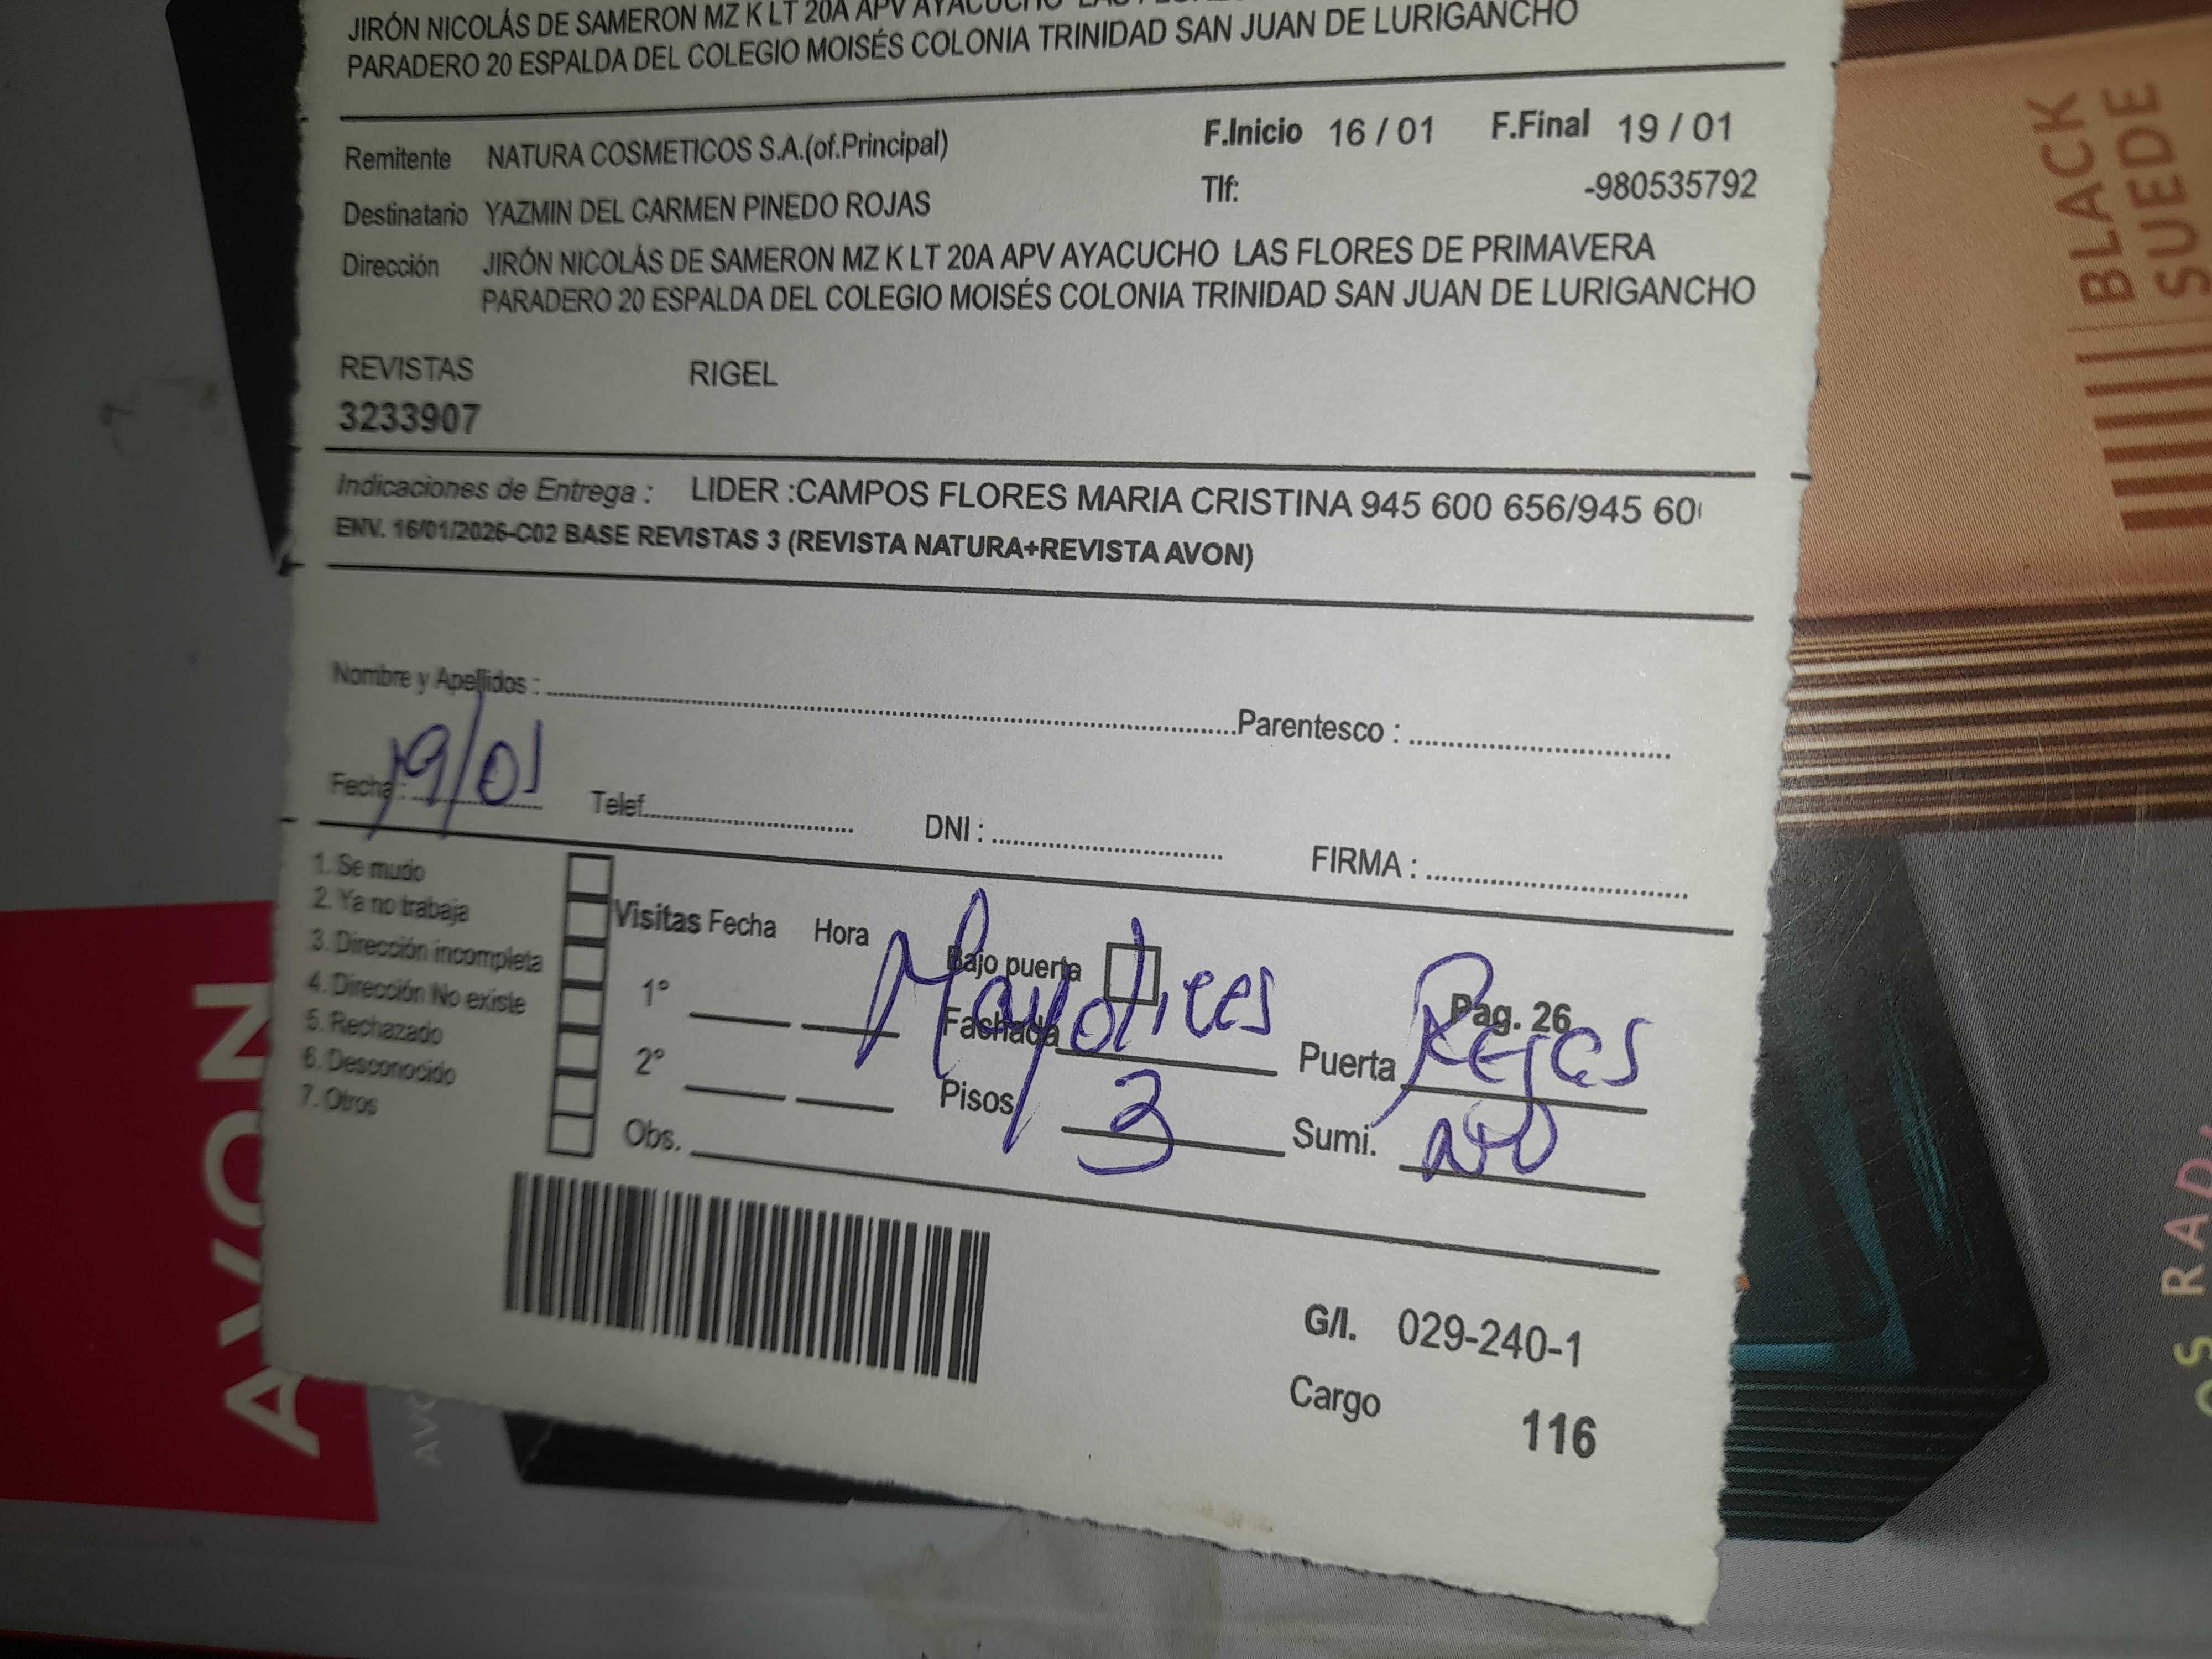 JIRÓN NICOLÁS DE SAMERON MZ K LT 20A APV AYACUCHO
PARADERO 20 ESPALDA DEL COLEGIO MOISÉS COLONIA TRINIDAD SAN JUAN DE LURIGANCHO
Remitente NATURA COSMETICOS S.A.(of.Principal) F.Inicio 16 / 01 F.Final 19 / 01
Destinatario YAZMIN DEL CARMEN PINEDO ROJAS Tlf: -980535792
Dirección JIRÓN NICOLÁS DE SAMERON MZ K LT 20A APV AYACUCHO LAS FLORES DE PRIMAVERA
PARADERO 20 ESPALDA DEL COLEGIO MOISÉS COLONIA TRINIDAD SAN JUAN DE LURIGANCHO
REVISTAS RIGEL
3233907
Indicaciones de Entrega : LIDER :CAMPOS FLORES MARIA CRISTINA 945 600 656/945 60
ENV. 16/01/2026-C02 BASE REVISTAS 3 (REVISTA NATURA+REVISTA AVON)
Nombre y Apellidos : Parentesco :
Fecha : 19/01 Telef. DNI : FIRMA :
1. Se mudo
2. Ya no trabaja
3. Dirección incompleta
4. Dirección No existe
5. Rechazado
6. Desconocido
7. Otros
Visitas Fecha Hora Bajo puerta Pag. 26
1° Fachada Mayolicas Puerta Rejas
2° Pisos 3 Sumi.
Obs.
G/I. 029-240-1
Cargo 116
AVON
BLACK
SUEDE